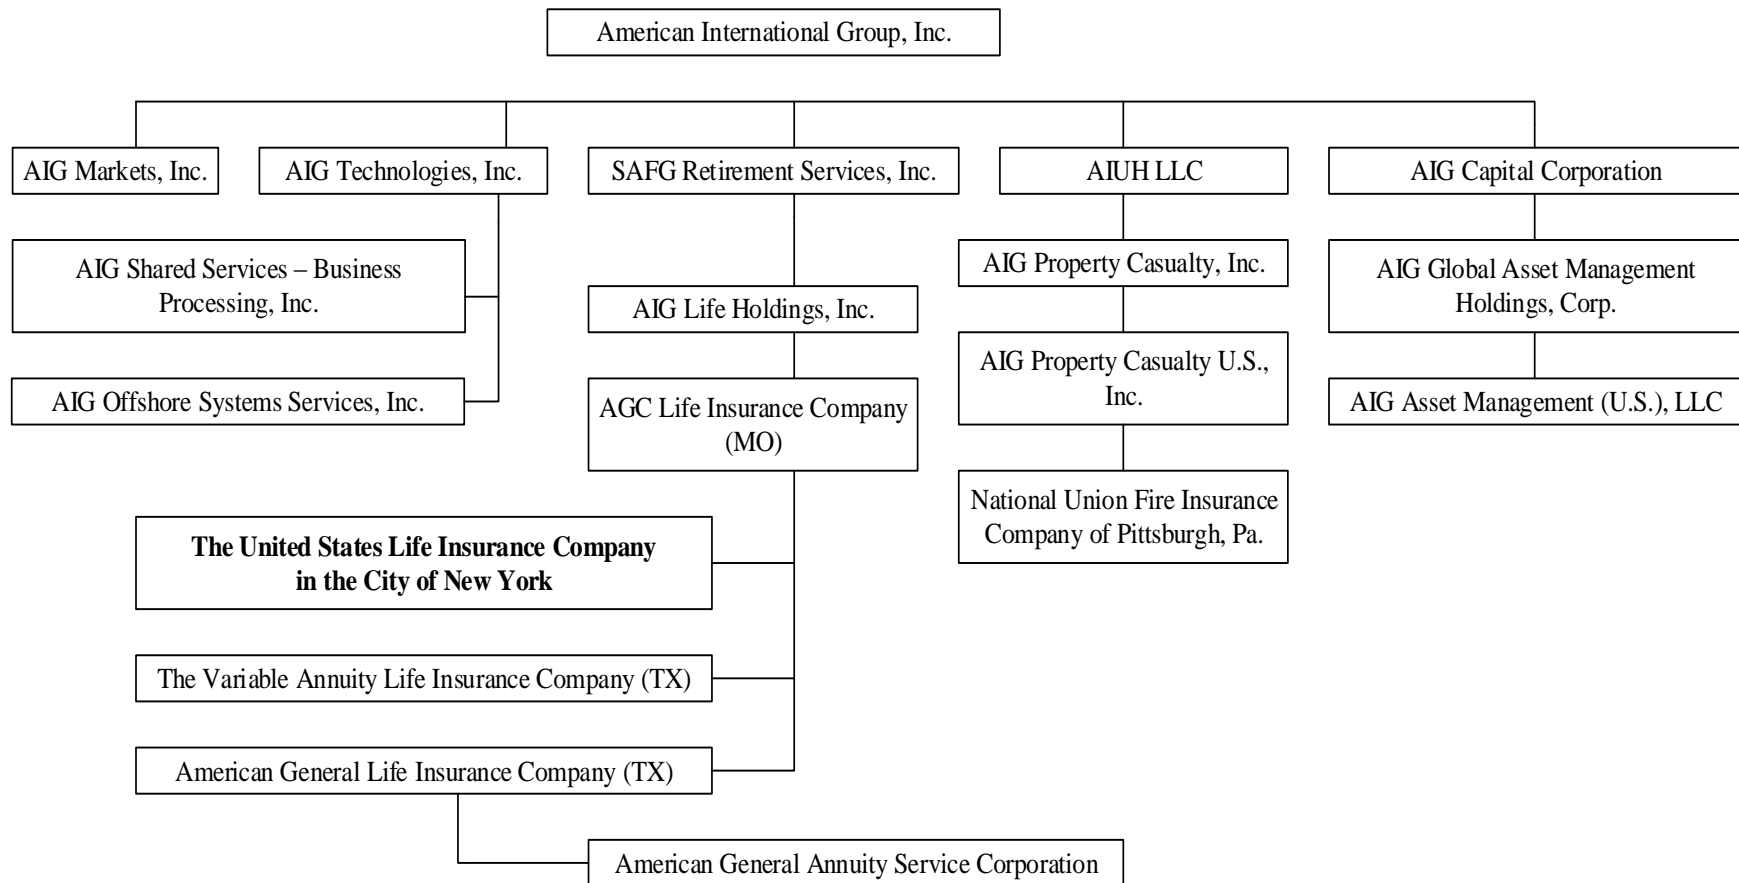 American International Group, Inc.
AIG Markets, Inc.
AIG Technologies, Inc.
SAFG Retirement Services, Inc.
AIUH LLC
AIG Capital Corporation
AIG Shared Services – Business
Processing, Inc.
AIG Property Casualty, Inc.
AIG Global Asset Management
Holdings, Corp.
AIG Life Holdings, Inc.
AIG Offshore Systems Services, Inc.
AGC Life Insurance Company
(MO)
AIG Property Casualty U.S.,
Inc.
AIG Asset Management (U.S.), LLC
National Union Fire Insurance
Company of Pittsburgh, Pa.
The United States Life Insurance Company
in the City of New York
The Variable Annuity Life Insurance Company (TX)
American General Life Insurance Company (TX)
American General Annuity Service Corporation